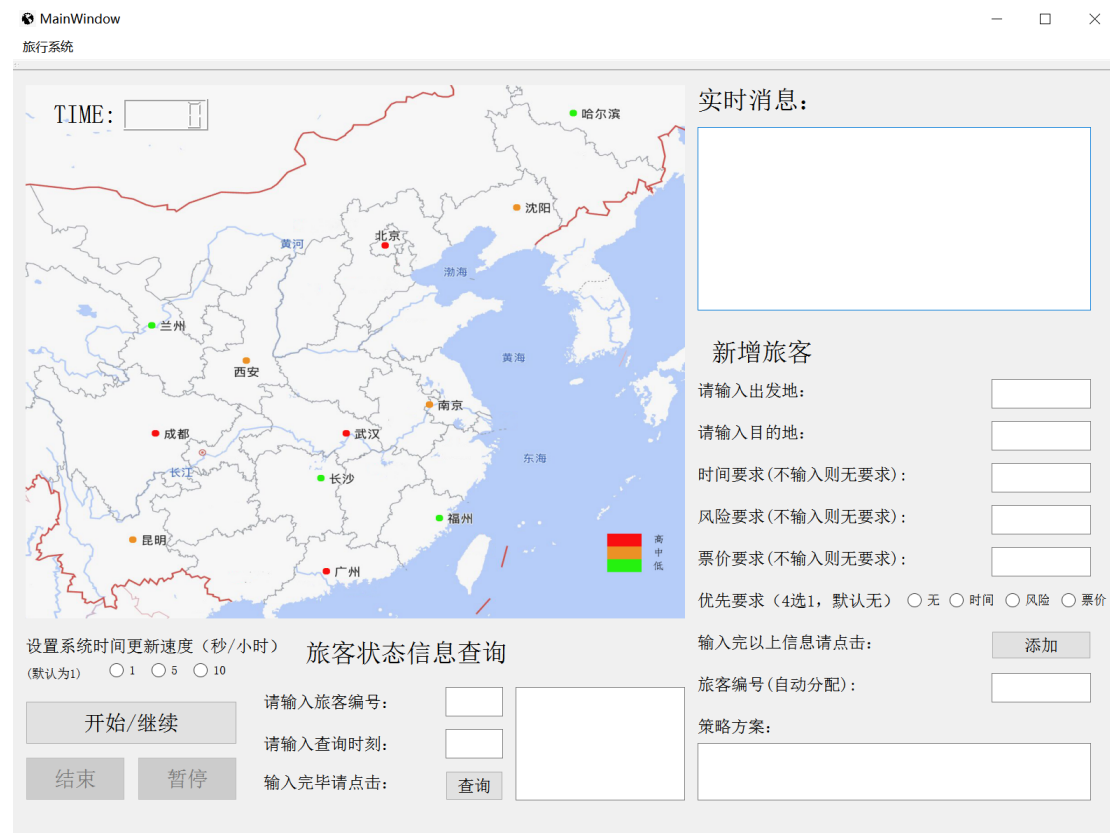 MainWindow
旅行系统
TIME: 0
哈尔滨
沈阳
北京
黄河
渤海
兰州
西安
黄海
南京
成都
武汉
长江
长沙
东海
福州
昆明
广州
高
中
低
实时消息:
新增旅客
请输入出发地:
请输入目的地:
时间要求(不输入则无要求):
风险要求(不输入则无要求):
票价要求(不输入则无要求):
优先要求（4选1，默认无） 无 时间 风险 票价
输入完以上信息请点击: 添加
旅客编号(自动分配):
策略方案:
设置系统时间更新速度（秒/小时）
(默认为1) 1 5 10
开始/继续
结束 暂停
旅客状态信息查询
请输入旅客编号:
请输入查询时刻:
输入完毕请点击: 查询